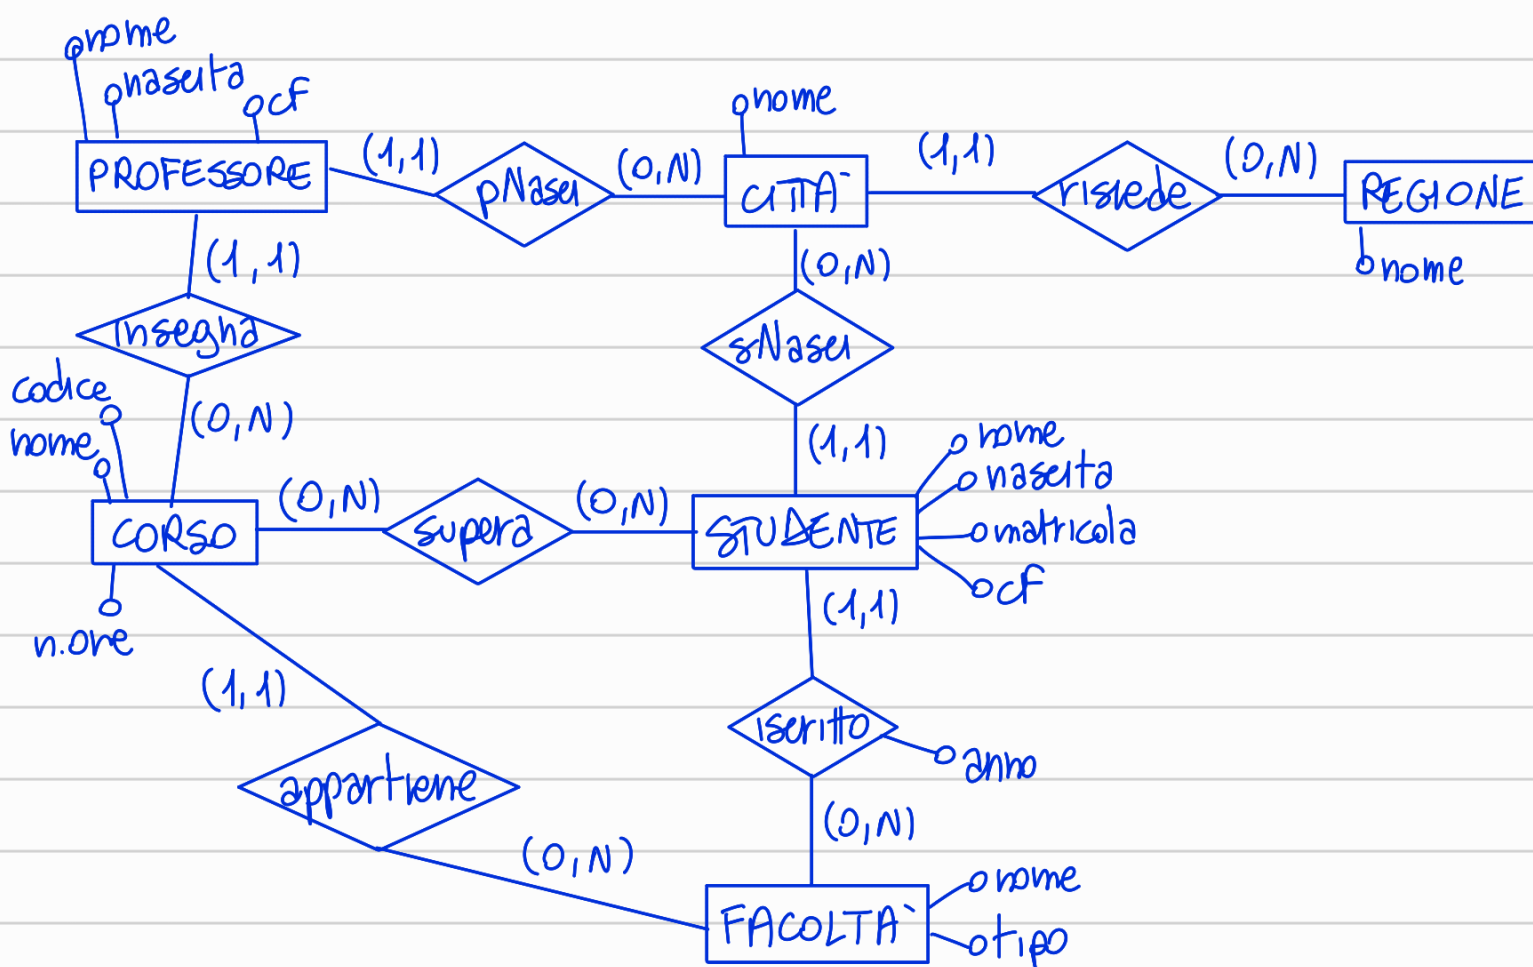 nome
nascita
cf
nome
PROFESSORE
(1,1)
pNasci
(0,N)
CITTÀ
(1,1)
risiede
(0,N)
REGIONE
nome
(1,1)
(0,N)
insegna
sNasci
codice
nome
(0,N)
(1,1)
nome
nascita
matricola
cf
CORSO
(0,N)
supera
(0,N)
STUDENTE
n.ore
(1,1)
(1,1)
iscritto
anno
appartiene
(0,N)
(0,N)
FACOLTÀ
nome
tipo